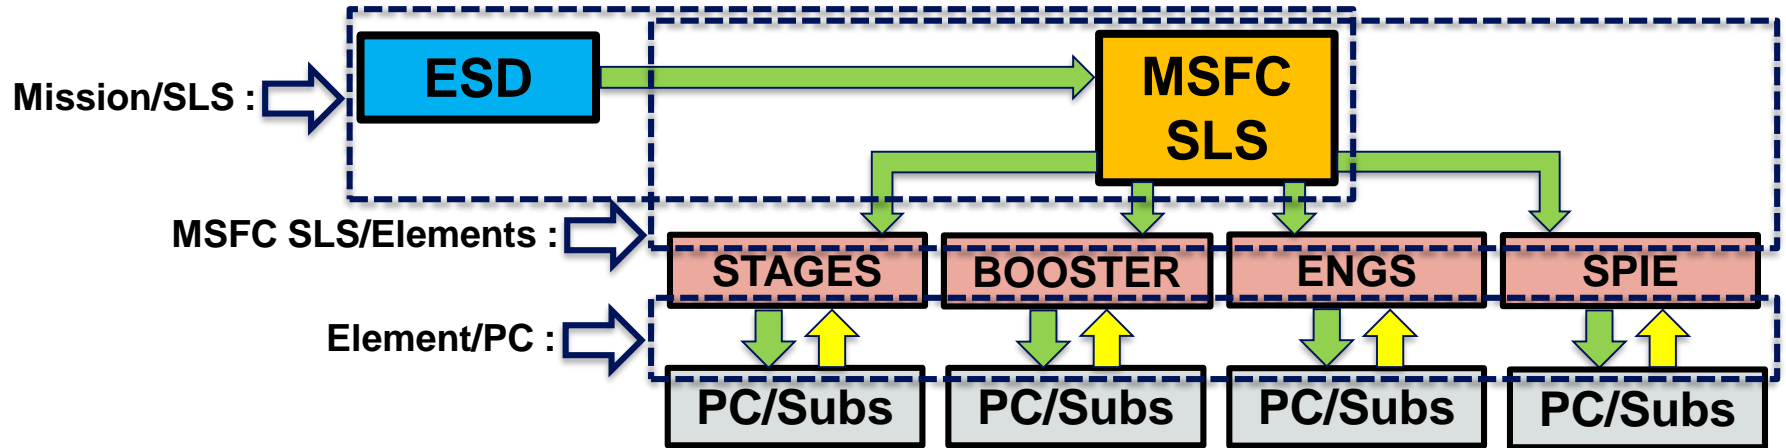 Mission/SLS :
ESD
MSFC
SLS
MSFC SLS/Elements :
STAGES
BOOSTER
ENGS
SPIE
Element/PC :
PC/Subs
PC/Subs
PC/Subs
PC/Subs